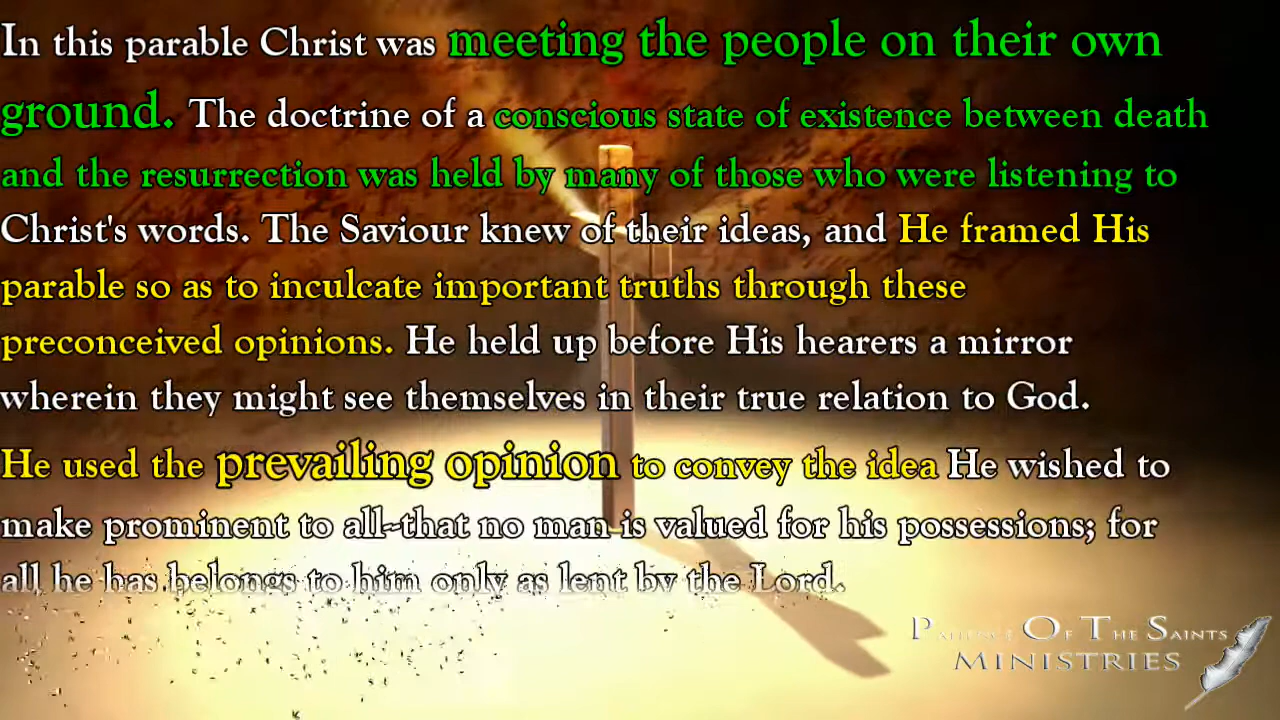 In this parable Christ was meeting the people on their own
ground. The doctrine of a conscious state of existence between death
and the resurrection was held by many of those who were listening to
Christ's words. The Saviour knew of their ideas, and He framed His
parable so as to inculcate important truths through these
preconceived opinions. He held up before His hearers a mirror
wherein they might see themselves in their true relation to God.
He used the prevailing opinion to convey the idea He wished to
make prominent to all--that no man is valued for his possessions; for
all he has belongs to him only as lent by the Lord.
Patience Of The Saints
Ministries